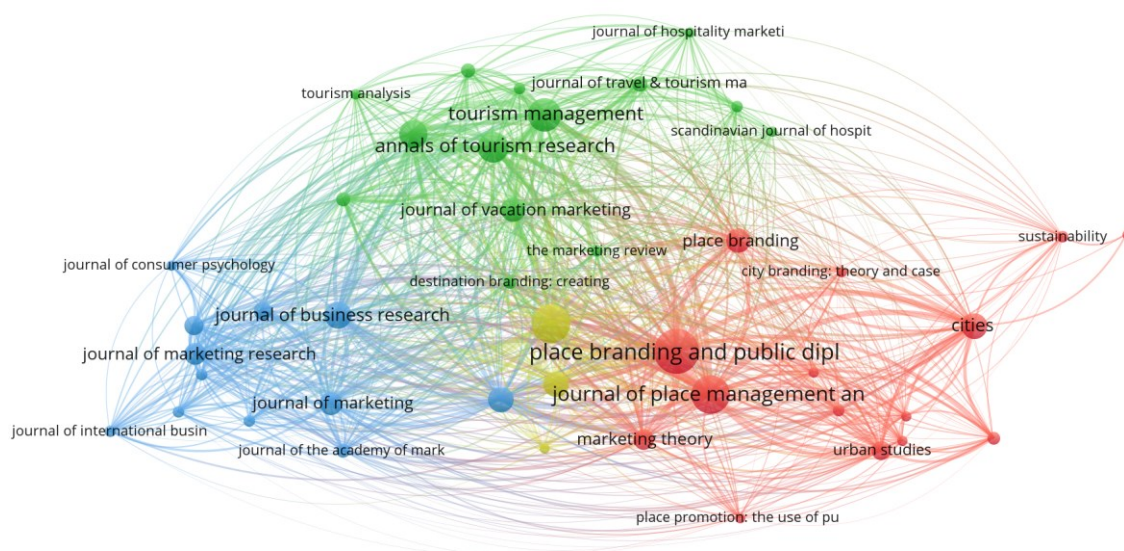 journal of hospitality marketi
journal of travel & tourism ma
tourism analysis
tourism management
scandinavian journal of hospit
annals of tourism research
journal of vacation marketing
place branding
sustainability
the marketing review
journal of consumer psychology
city branding: theory and case
destination branding: creating
journal of business research
cities
place branding and public dipl
journal of marketing research
journal of place management an
journal of marketing
journal of international busin
marketing theory
journal of the academy of mark
urban studies
place promotion: the use of pu